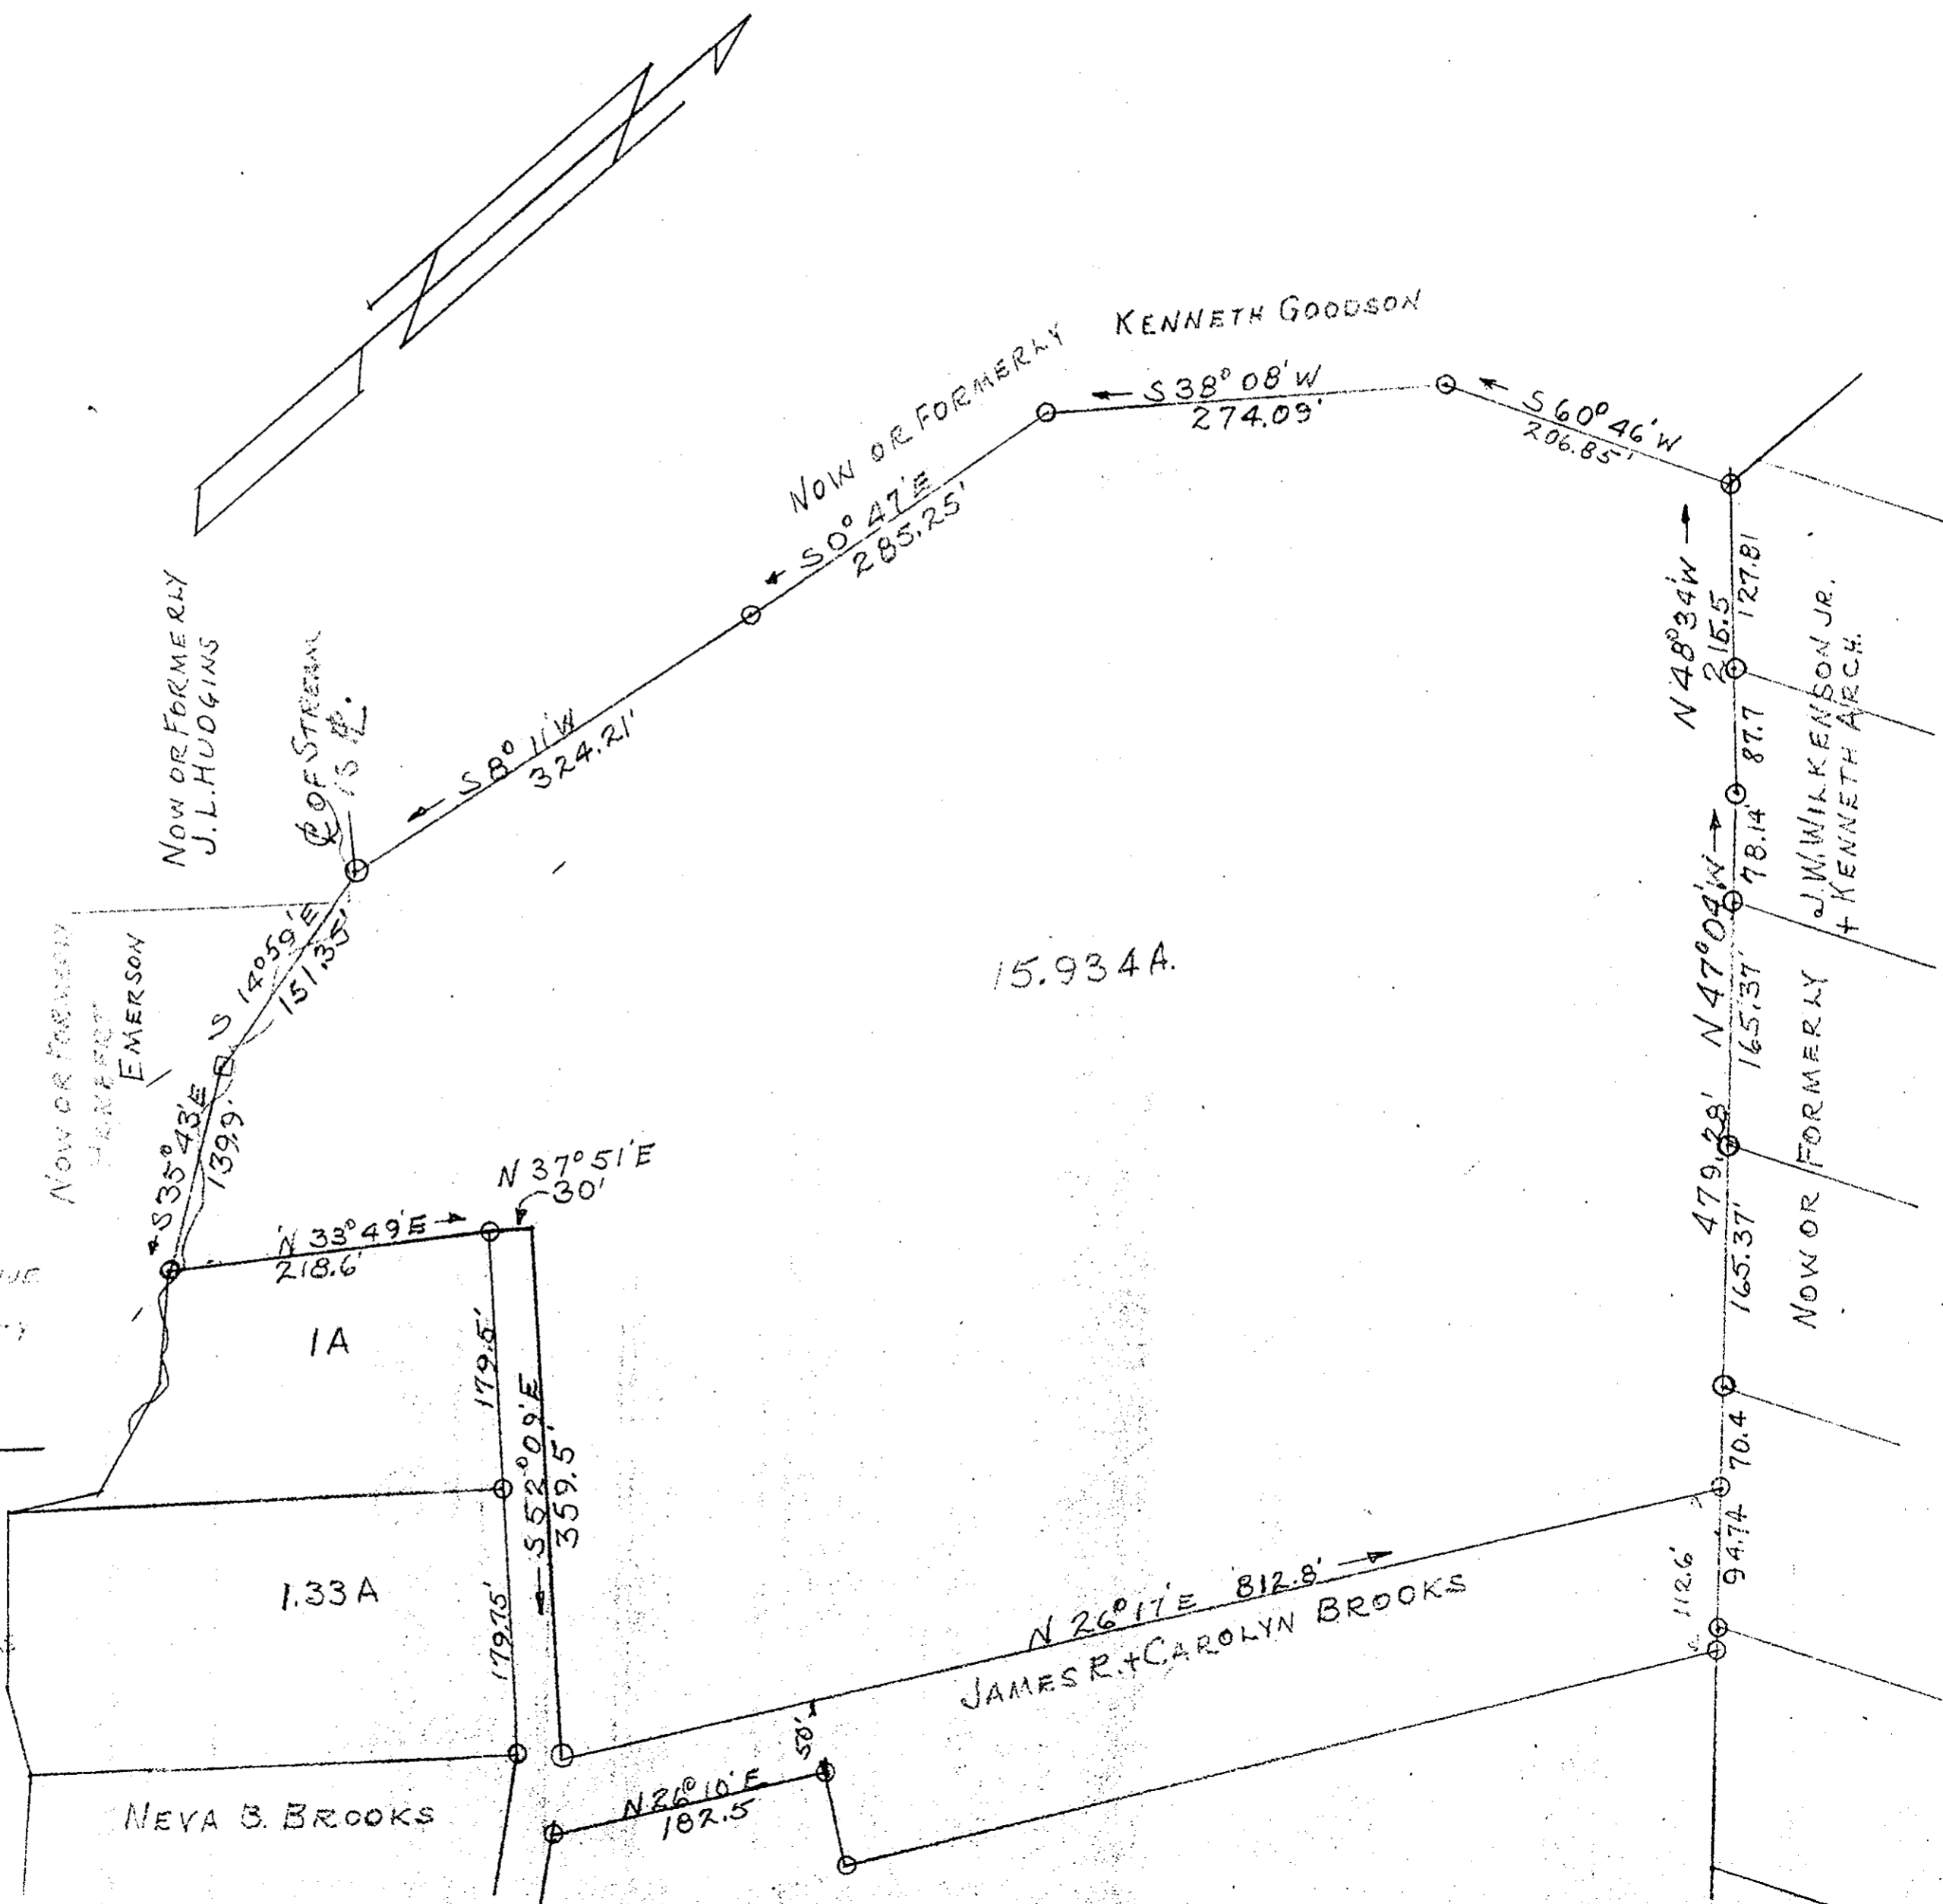 KENNETH GOODSON
NOW OR FORMERLY
S 38° 08' W
274.09'
S 60° 46' W
206.85'
S 0° 47' E
285.25'
S 8° 11' W
324.21'
NOW OR FORMERLY
J.L. HUDGINS
℄ OF STREAM
NOW OR FORMERLY
EMERSON
S 14° 59' E
151.35'
S 35° 43' E
139.9'
N 33° 49' E
218.6'
N 37° 51' E
30'
15.934 A.
N 48° 34' W
215.5
127.81
87.7
N 47° 04' W
479.28'
78.14'
165.37'
165.37'
70.4
94.74
112.6'
NOW OR FORMERLY J.W. WILKENSON JR.
+ KENNETH ARCH.
1A
179.5'
S 52° 09' E
359.5'
1.33 A
179.75'
N 26° 17' E 812.8'
JAMES R. + CAROLYN BROOKS
50'
N 26° 10' E
182.5
NEVA B. BROOKS